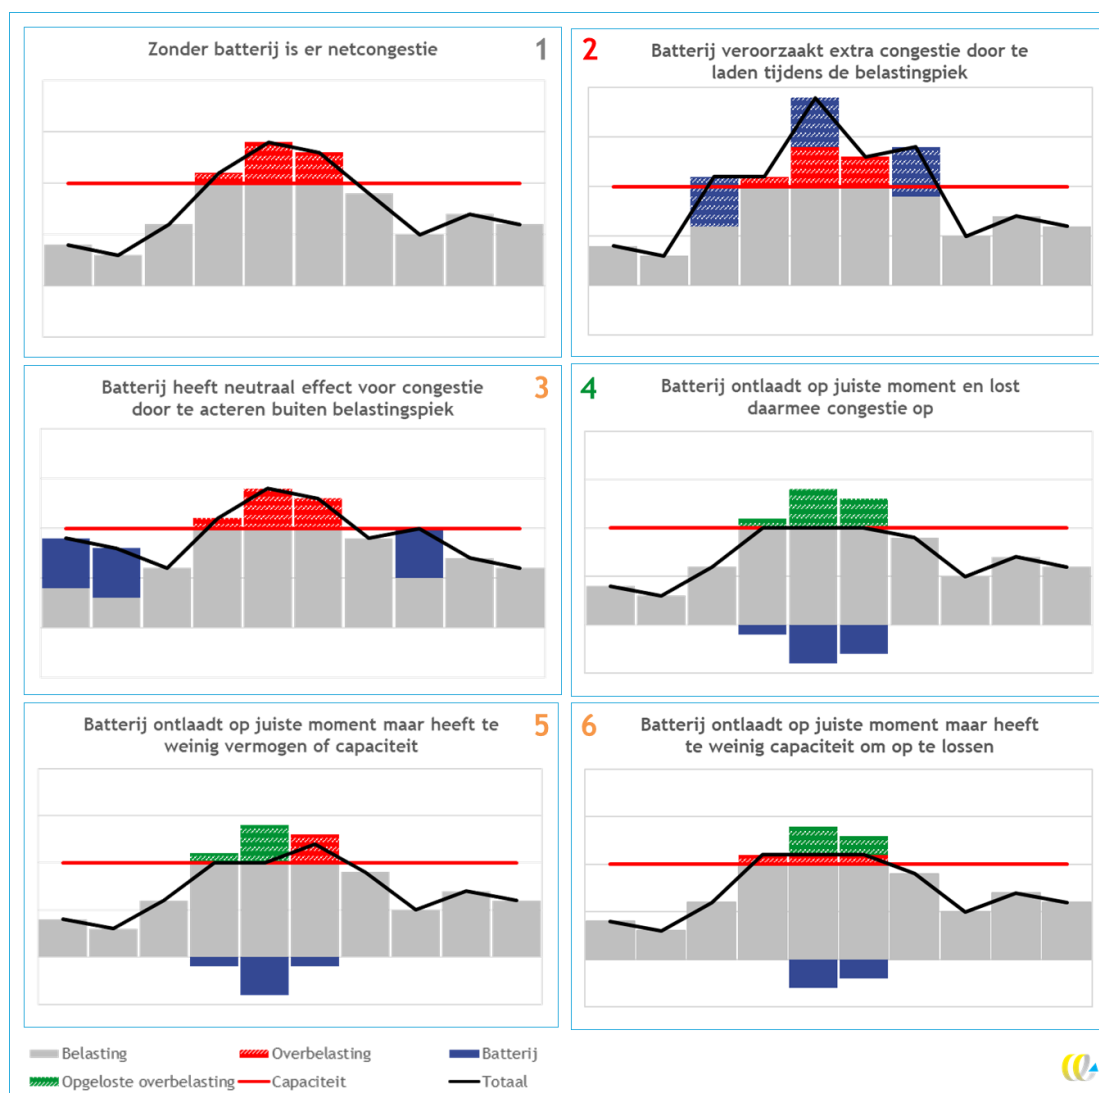 Zonder batterij is er netcongestie
1
2
Batterij veroorzaakt extra congestie door te
laden tijdens de belastingpiek
Batterij heeft neutraal effect voor congestie
door te acteren buiten belastingspiek
3
4
Batterij ontlaadt op juiste moment en lost
daarmee congestie op
Batterij ontlaadt op juiste moment maar heeft te
weinig vermogen of capaciteit
5
6
Batterij ontlaadt op juiste moment maar heeft
te weinig capaciteit om op te lossen
Belasting
Overbelasting
Batterij
Opgeloste overbelasting
Capaciteit
Totaal